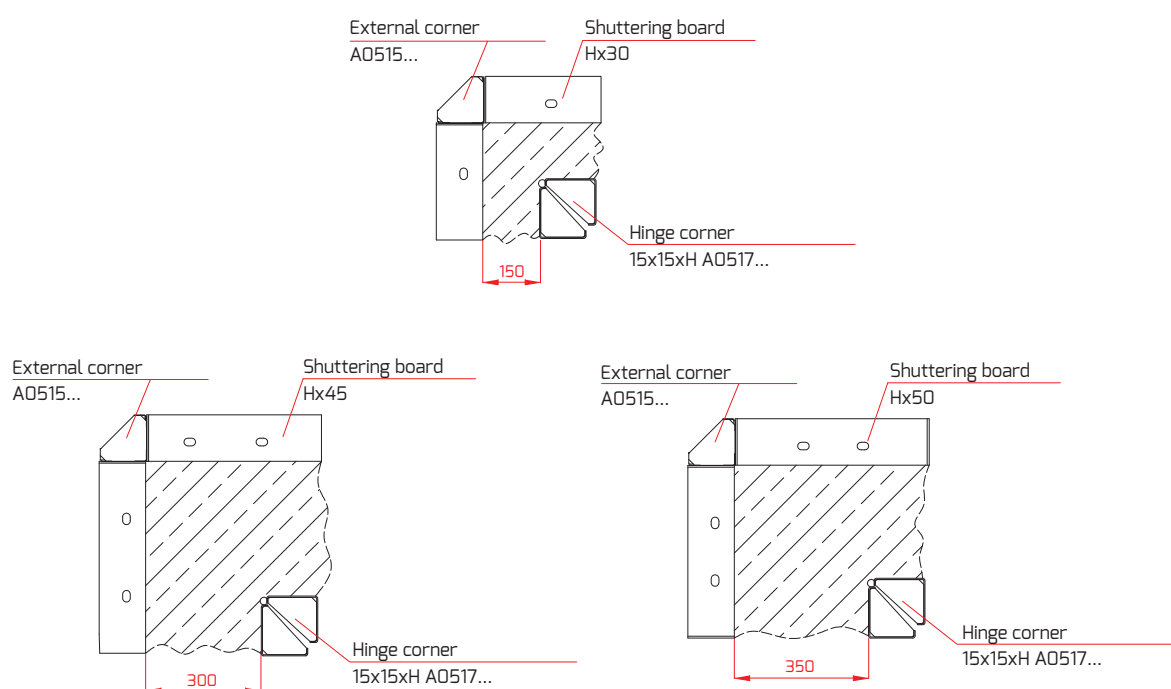 External corner
A0515...
Shuttering board
Hx30
Hinge corner
15x15xH A0517...
150
External corner
A0515...
Shuttering board
Hx45
Hinge corner
15x15xH A0517...
300
External corner
A0515...
Shuttering board
Hx50
Hinge corner
15x15xH A0517...
350